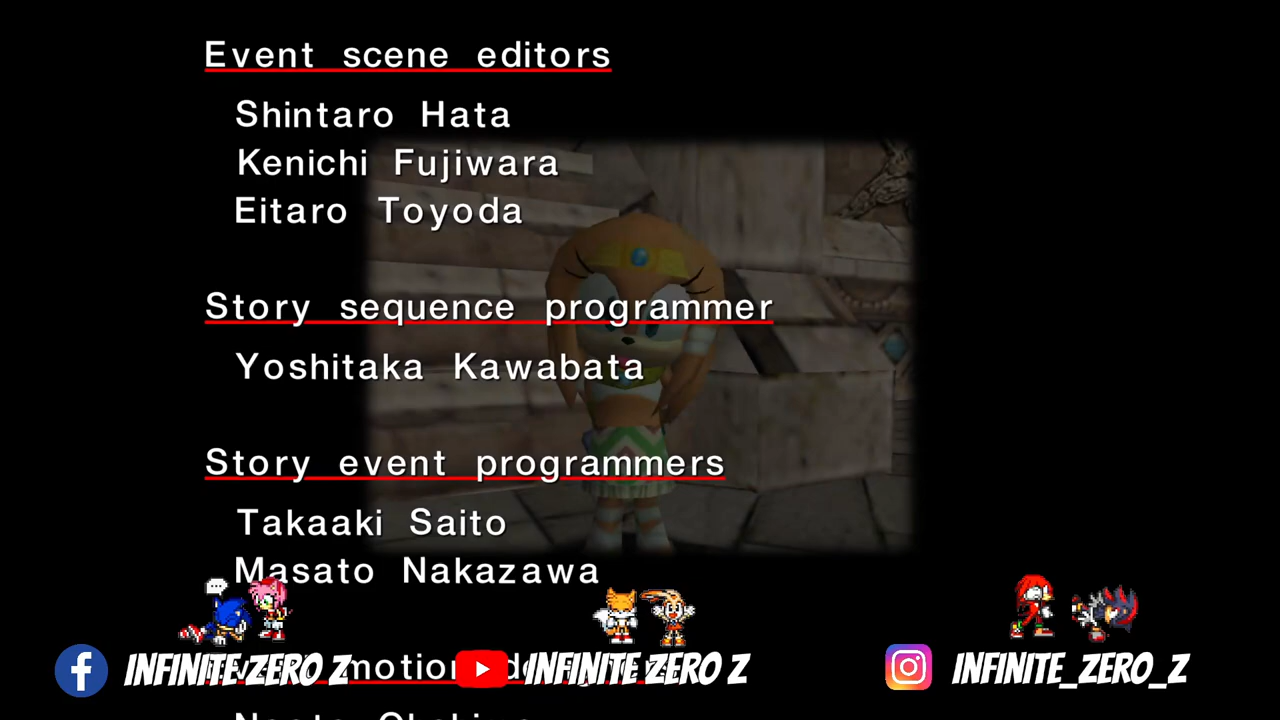 Event scene editors
Shintaro Hata
Kenichi Fujiwara
Eitaro Toyoda
Story sequence programmer
Yoshitaka Kawabata
Story event programmers
Takaaki Saito
Masato Nakazawa
motion
INFINITE ZERO Z
INFINITE ZERO Z
INFINITE_ZERO_Z